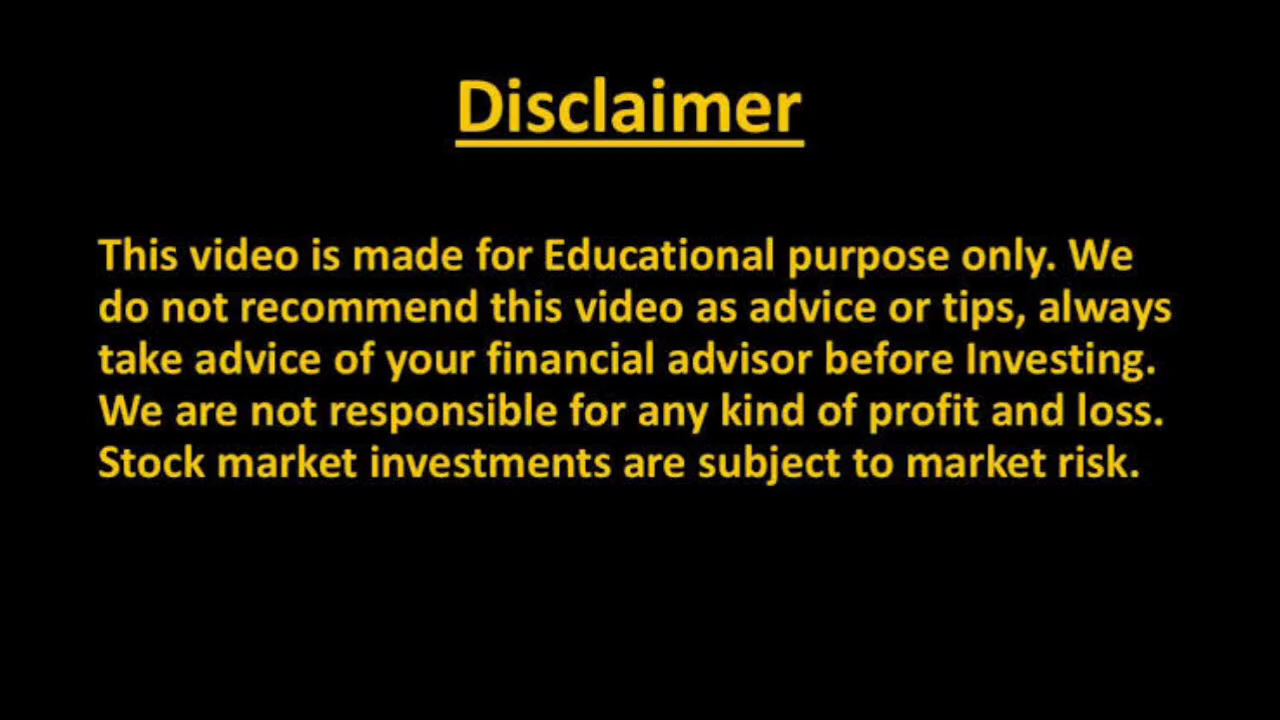 Disclaimer
This video is made for Educational purpose only. We
do not recommend this video as advice or tips, always
take advice of your financial advisor before Investing.
We are not responsible for any kind of profit and loss.
Stock market investments are subject to market risk.